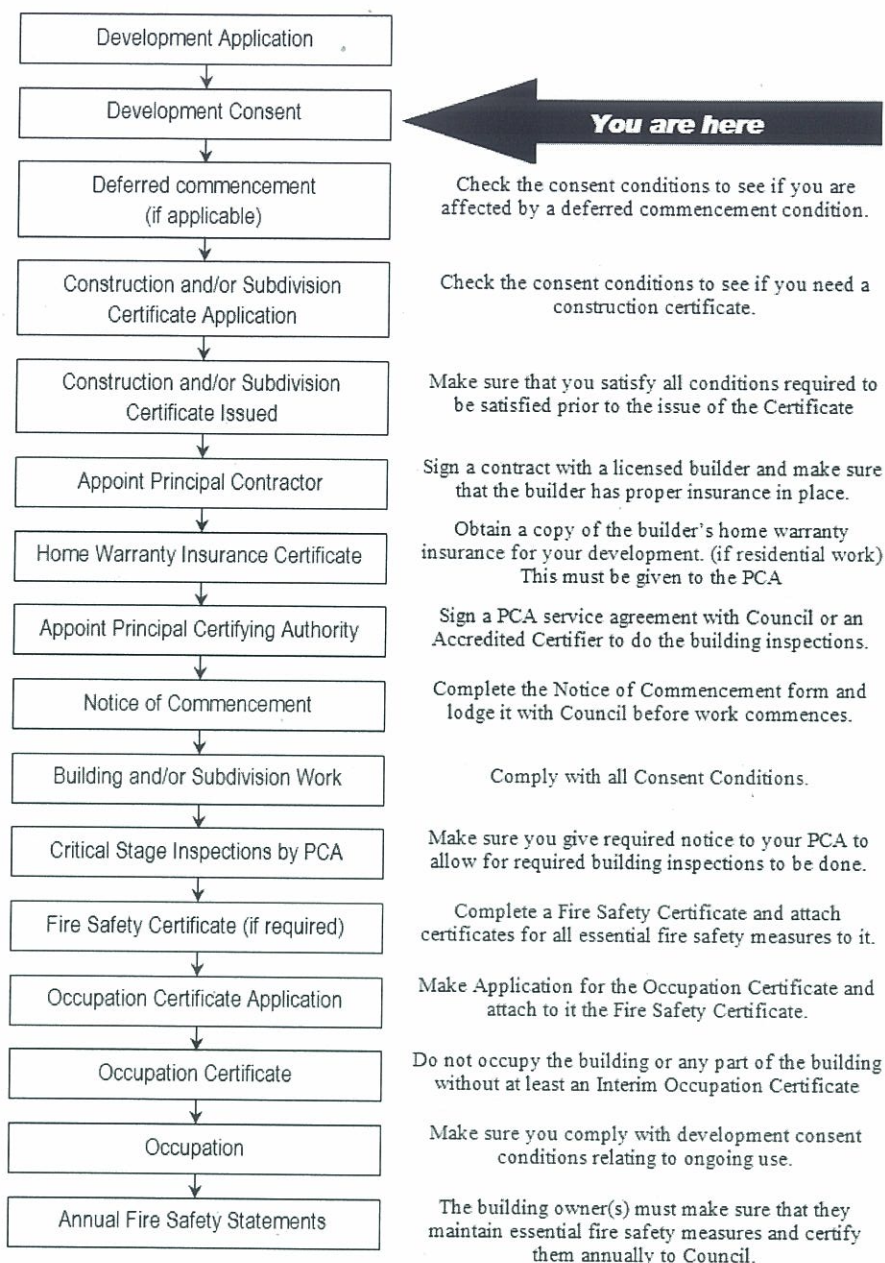 Development Application
Development Consent
You are here
Deferred commencement
(if applicable)
Check the consent conditions to see if you are
affected by a deferred commencement condition.
Construction and/or Subdivision
Certificate Application
Check the consent conditions to see if you need a
construction certificate.
Construction and/or Subdivision
Certificate Issued
Make sure that you satisfy all conditions required to
be satisfied prior to the issue of the Certificate
Appoint Principal Contractor
Sign a contract with a licensed builder and make sure
that the builder has proper insurance in place.
Home Warranty Insurance Certificate
Obtain a copy of the builder's home warranty
insurance for your development. (if residential work)
This must be given to the PCA
Appoint Principal Certifying Authority
Sign a PCA service agreement with Council or an
Accredited Certifier to do the building inspections.
Notice of Commencement
Complete the Notice of Commencement form and
lodge it with Council before work commences.
Building and/or Subdivision Work
Comply with all Consent Conditions.
Critical Stage Inspections by PCA
Make sure you give required notice to your PCA to
allow for required building inspections to be done.
Fire Safety Certificate (if required)
Complete a Fire Safety Certificate and attach
certificates for all essential fire safety measures to it.
Occupation Certificate Application
Make Application for the Occupation Certificate and
attach to it the Fire Safety Certificate.
Occupation Certificate
Do not occupy the building or any part of the building
without at least an Interim Occupation Certificate
Occupation
Make sure you comply with development consent
conditions relating to ongoing use.
Annual Fire Safety Statements
The building owner(s) must make sure that they
maintain essential fire safety measures and certify
them annually to Council.